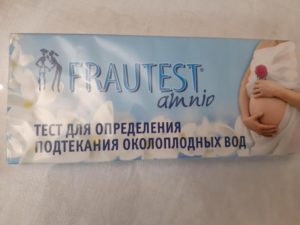 FRAUTEST®
amnio
ТЕСТ ДЛЯ ОПРЕДЕЛЕНИЯ
ПОДТЕКАНИЯ ОКОЛОПЛОДНЫХ ВОД